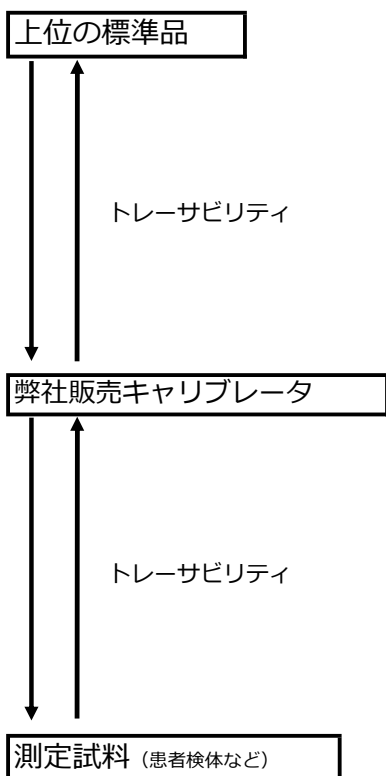 上位の標準品
トレーサビリティ
弊社販売キャリブレータ
トレーサビリティ
測定試料（患者検体など）